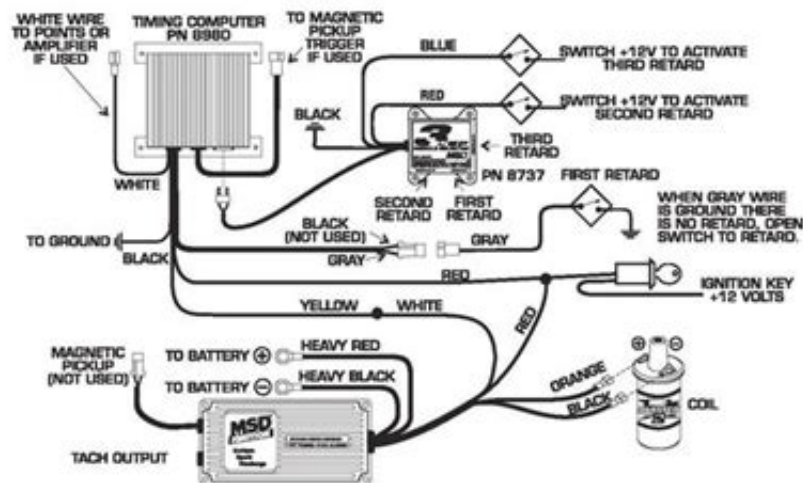 WHITE WIRE
TO POINTS OR
AMPLIFIER
IF USED
TIMING COMPUTER
PN 8980
TO MAGNETIC
PICKUP
TRIGGER
IF USED
BLUE
SWITCH +12V TO ACTIVATE
THIRD RETARD
RED
SWITCH +12V TO ACTIVATE
SECOND RETARD
BLACK
THIRD
RETARD
PN 8737
SECOND
RETARD
FIRST
RETARD
FIRST RETARD
WHEN GRAY WIRE
IS GROUND THERE
IS NO RETARD, OPEN
SWITCH TO RETARD.
WHITE
TO GROUND
BLACK
BLACK
(NOT USED)
GRAY
GRAY
RED
IGNITION KEY
+12 VOLTS
YELLOW
WHITE
RED
MAGNETIC
PICKUP
(NOT USED)
TO BATTERY +
HEAVY RED
TO BATTERY −
HEAVY BLACK
ORANGE
BLACK
+ −
COIL
MSD
TACH OUTPUT